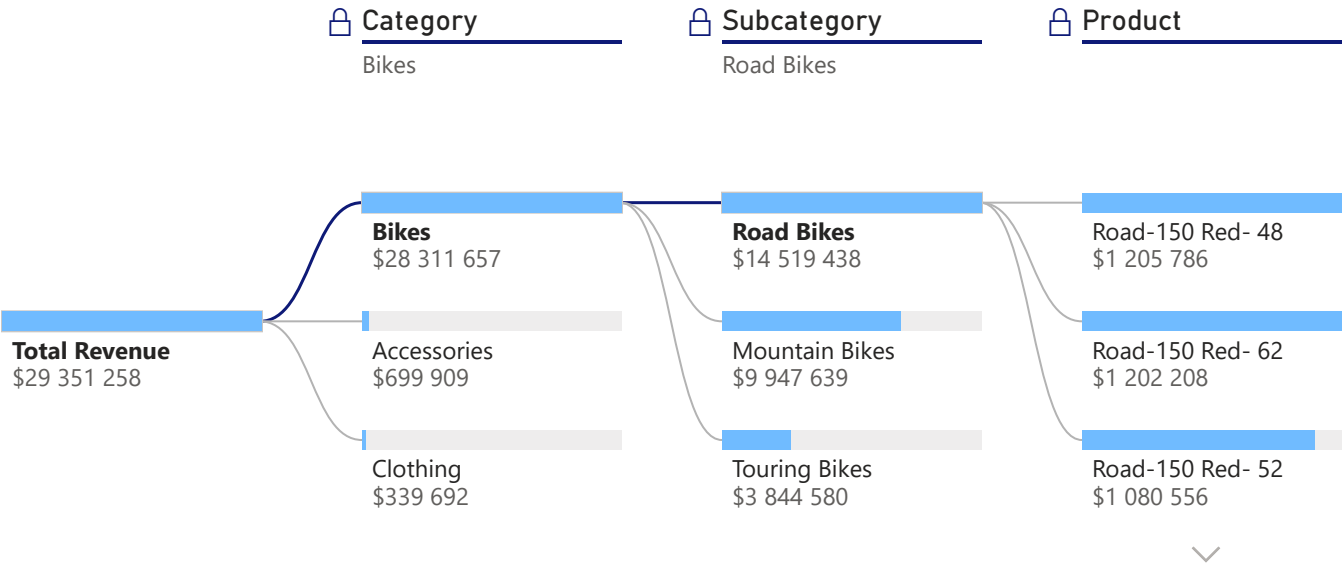 Category
Bikes
Subcategory
Road Bikes
Product
Total Revenue
$29 351 258
Bikes
$28 311 657
Accessories
$699 909
Clothing
$339 692
Road Bikes
$14 519 438
Mountain Bikes
$9 947 639
Touring Bikes
$3 844 580
Road-150 Red- 48
$1 205 786
Road-150 Red- 62
$1 202 208
Road-150 Red- 52
$1 080 556